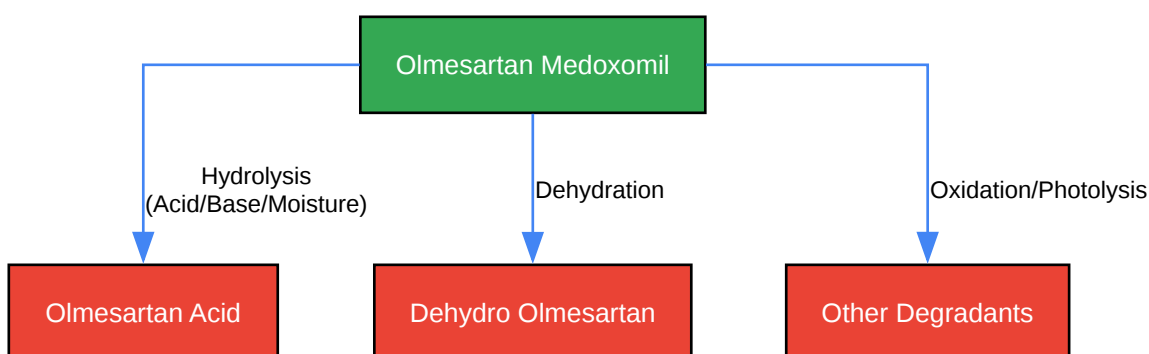 Olmesartan Medoxomil
Hydrolysis
(Acid/Base/Moisture)
Dehydration
Oxidation/Photolysis
Olmesartan Acid
Dehydro Olmesartan
Other Degradants